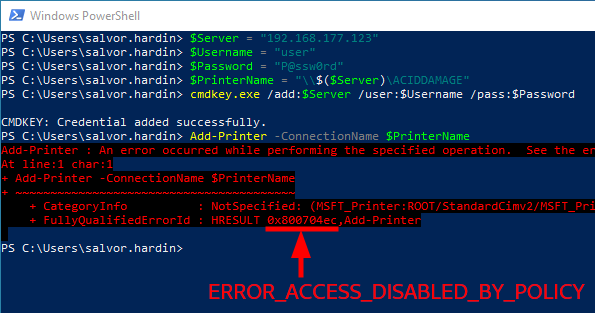 Windows PowerShell
PS C:\Users\salvor.hardin> $Server = "192.168.177.123"
PS C:\Users\salvor.hardin> $Username = "user"
PS C:\Users\salvor.hardin> $Password = "P@ssw0rd"
PS C:\Users\salvor.hardin> $PrinterName = "\\$($Server)\ACIDDAMAGE"
PS C:\Users\salvor.hardin> cmdkey.exe /add:$Server /user:$Username /pass:$Password
CMDKEY: Credential added successfully.
PS C:\Users\salvor.hardin> Add-Printer -ConnectionName $PrinterName
Add-Printer : An error occurred while performing the specified operation.  See the er
At line:1 char:1
+ Add-Printer -ConnectionName $PrinterName
+ ~~~~~~~~~~~~~~~~~~~~~~~~~~~~~~~~~~~~~~~~
+ CategoryInfo          : NotSpecified: (MSFT_Printer:ROOT/StandardCimv2/MSFT_Pri
+ FullyQualifiedErrorId : HRESULT 0x800704ec,Add-Printer
PS C:\Users\salvor.hardin>
ERROR_ACCESS_DISABLED_BY_POLICY